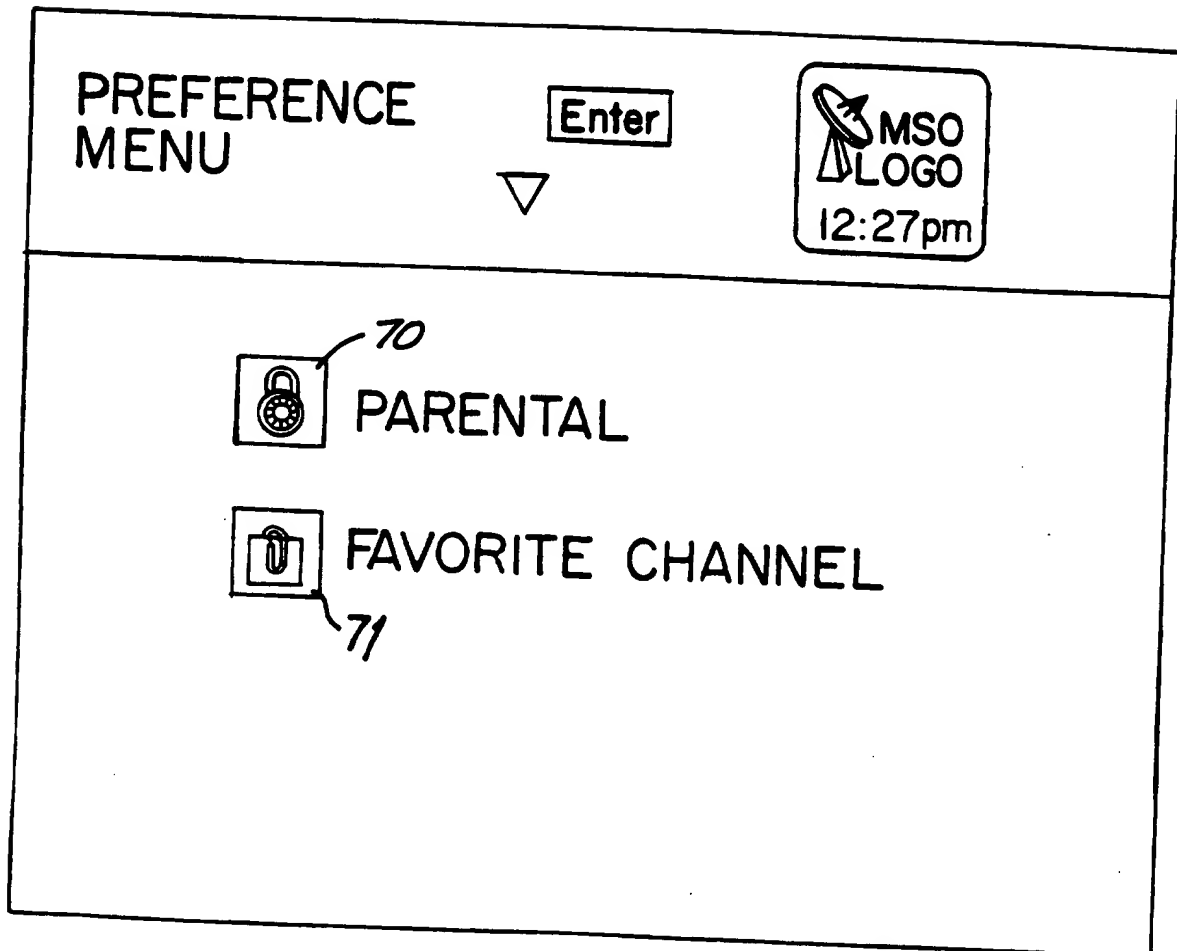 PREFERENCE
MENU
Enter
MSO
LOGO
12:27pm
70
PARENTAL
FAVORITE CHANNEL
71